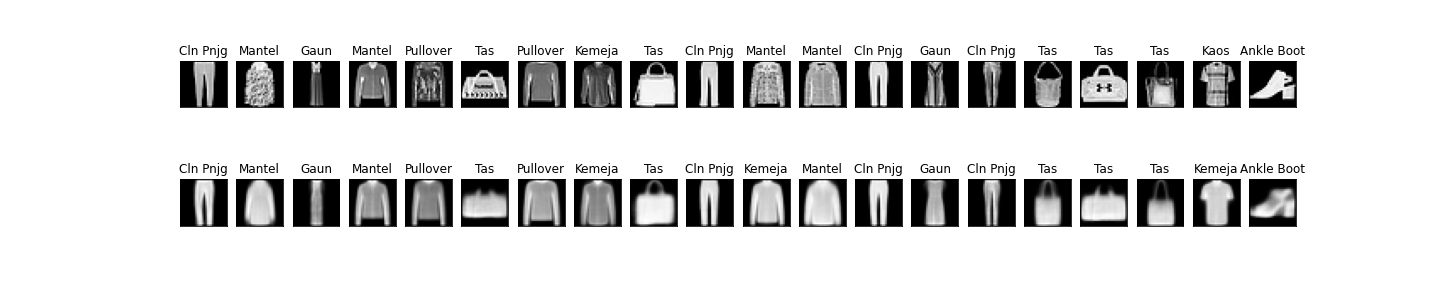 Cln Pnjg Mantel Gaun Mantel Pullover Tas Pullover Kemeja Tas Cln Pnjg Mantel Mantel Cln Pnjg Gaun Cln Pnjg Tas Tas Tas Kaos Ankle Boot
Cln Pnjg Mantel Gaun Mantel Pullover Tas Pullover Kemeja Tas Cln Pnjg Kemeja Mantel Cln Pnjg Gaun Cln Pnjg Tas Tas Tas Kemeja Ankle Boot